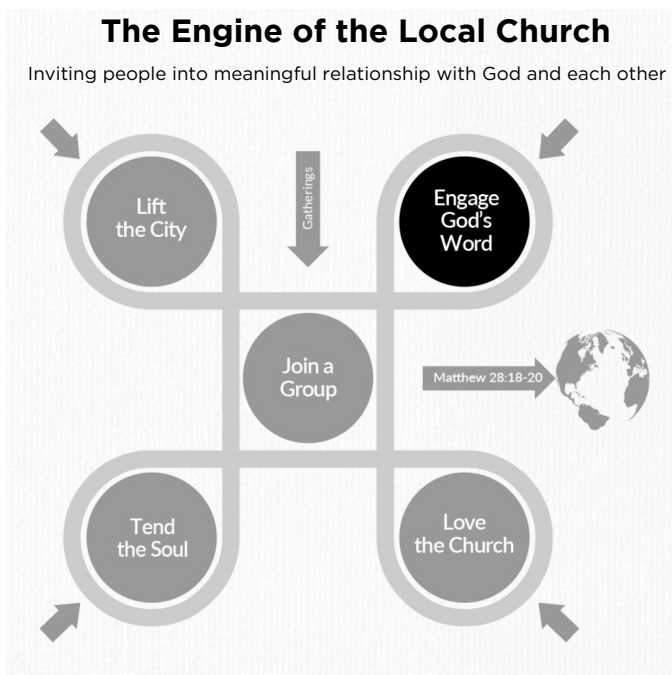 The Engine of the Local Church
Inviting people into meaningful relationship with God and each other
Lift
the City
Gatherings
Engage
God's
Word
Join a
Group
Matthew 28:18-20
Tend
the Soul
Love
the Church